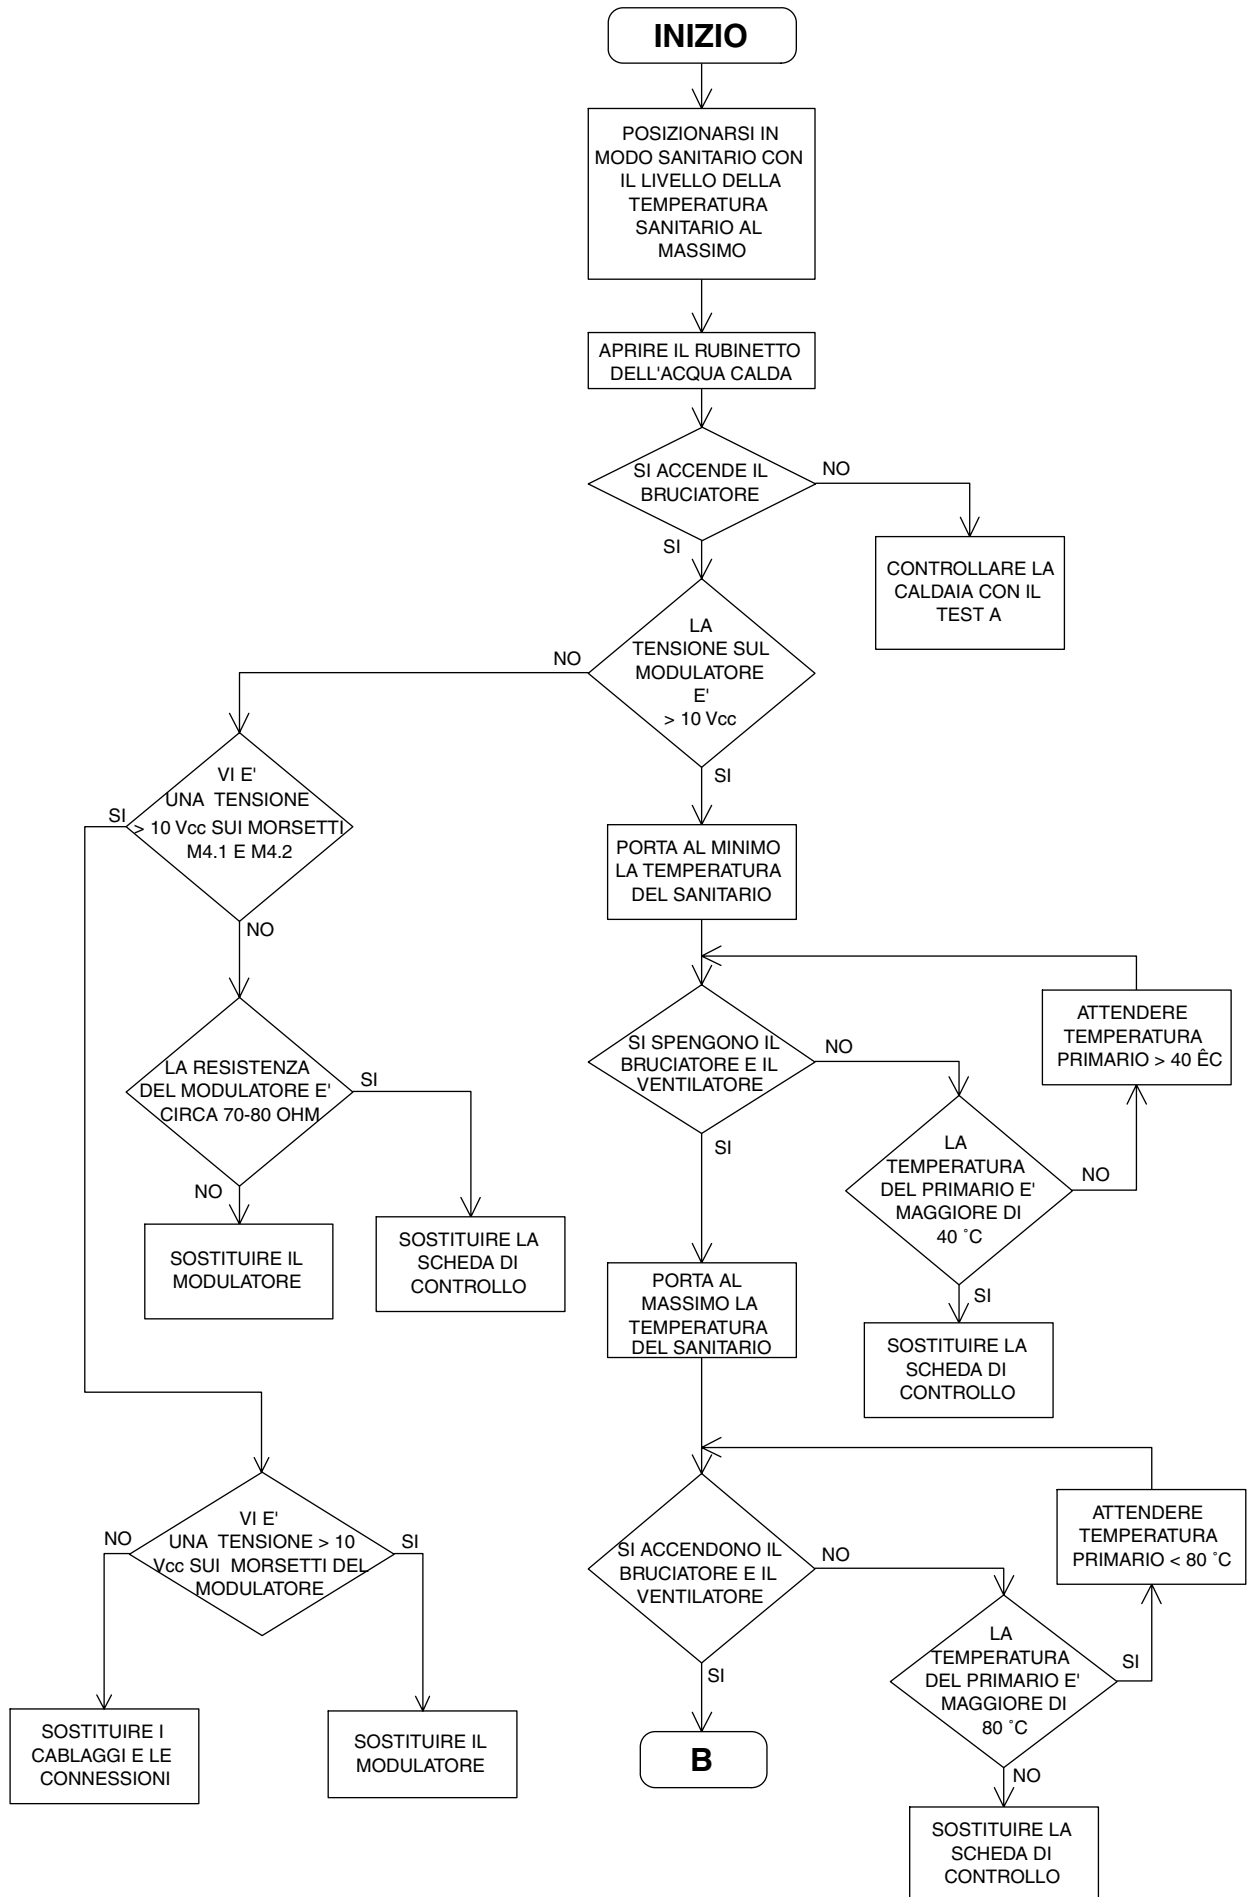 INIZIO
POSIZIONARSI IN
MODO SANITARIO CON
IL LIVELLO DELLA
TEMPERATURA
SANITARIO AL
MASSIMO
APRIRE IL RUBINETTO
DELL'ACQUA CALDA
SI ACCENDE IL
BRUCIATORE
NO
SI
CONTROLLARE LA
CALDAIA CON IL
TEST A
LA
TENSIONE SUL
MODULATORE
E'
> 10 Vcc
NO
SI
VI E'
UNA TENSIONE
> 10 Vcc SUI MORSETTI
M4.1 E M4.2
SI
NO
PORTA AL MINIMO
LA TEMPERATURA
DEL SANITARIO
SI SPENGONO IL
BRUCIATORE E IL
VENTILATORE
NO
SI
ATTENDERE
TEMPERATURA
PRIMARIO > 40 ÊC
LA
TEMPERATURA
DEL PRIMARIO E'
MAGGIORE DI
40 ˚C
NO
SI
LA RESISTENZA
DEL MODULATORE E'
CIRCA 70-80 OHM
SI
NO
SOSTITUIRE IL
MODULATORE
SOSTITUIRE LA
SCHEDA DI
CONTROLLO
PORTA AL
MASSIMO LA
TEMPERATURA
DEL SANITARIO
SOSTITUIRE LA
SCHEDA DI
CONTROLLO
VI E'
UNA TENSIONE > 10
Vcc SUI MORSETTI DEL
MODULATORE
NO
SI
SI ACCENDONO IL
BRUCIATORE E IL
VENTILATORE
NO
SI
ATTENDERE
TEMPERATURA
PRIMARIO < 80 ˚C
LA
TEMPERATURA
DEL PRIMARIO E'
MAGGIORE DI
80 ˚C
SI
NO
SOSTITUIRE I
CABLAGGI E LE
CONNESSIONI
SOSTITUIRE IL
MODULATORE
B
SOSTITUIRE LA
SCHEDA DI
CONTROLLO